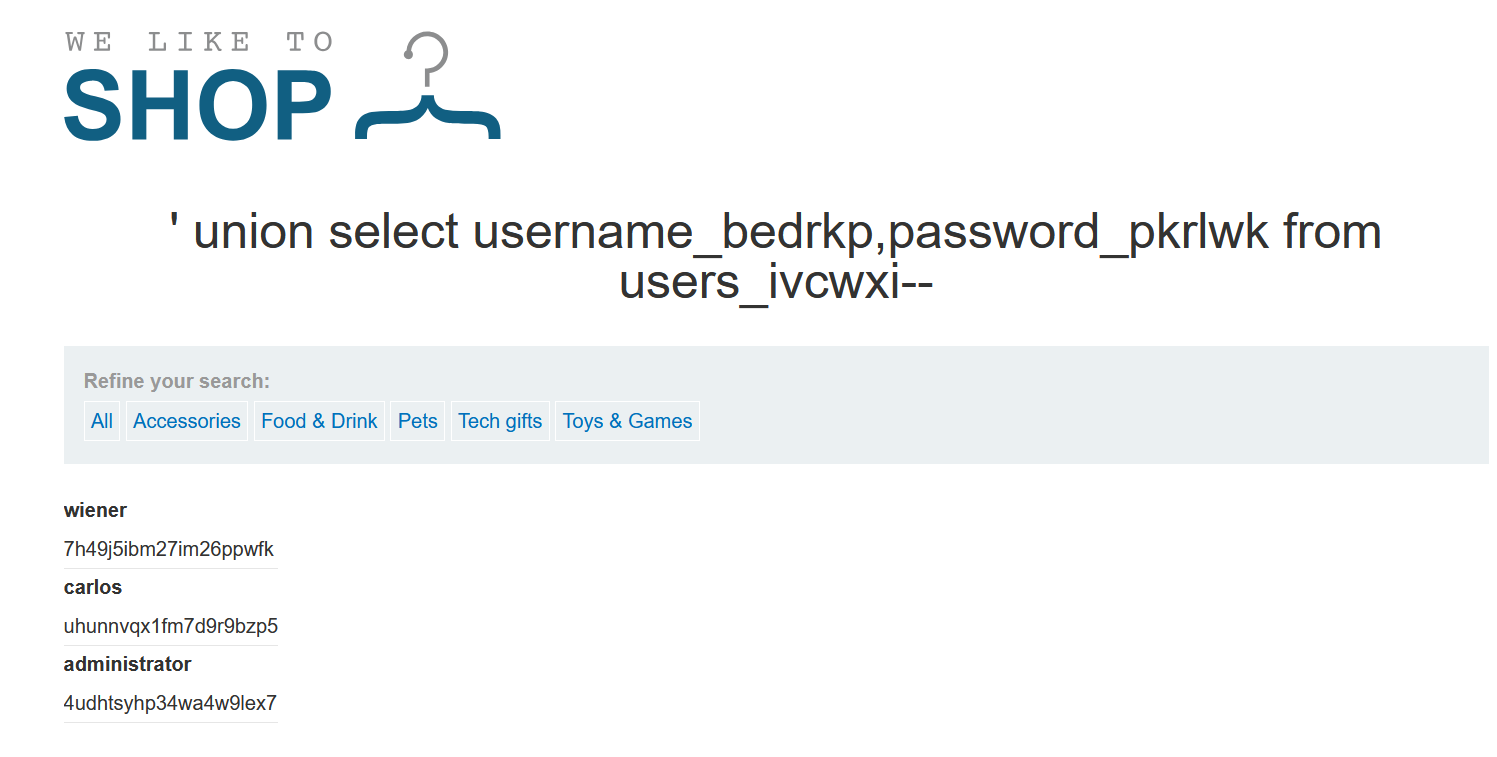 WE LIKE TO
SHOP
' union select username_bedrkp,password_pkrlwk from
users_ivcwxi--
Refine your search:
All Accessories Food & Drink Pets Tech gifts Toys & Games
wiener
7h49j5ibm27im26ppwfk
carlos
uhunnvqx1fm7d9r9bzp5
administrator
4udhtsyhp34wa4w9lex7